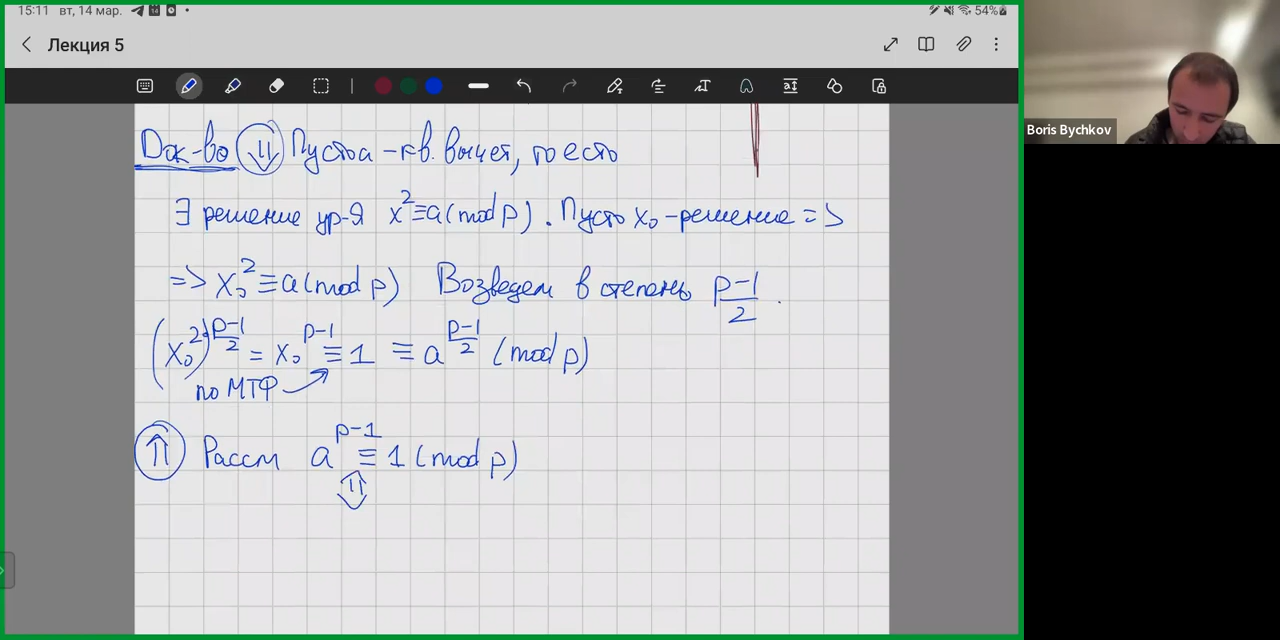 15:11 вт, 14 мар.
54%
Лекция 5
Boris Bychkov
Док-во ⇓ Пусть a - кв. вычет, то есть
∃ решение ур-я x² ≡ a (mod p). Пусть x₀ - решение =>
=> x₀² ≡ a (mod p) Возведем в степень (p-1)/2.
(x₀²)^((p-1)/2) = x₀^(p-1) ≡ 1 ≡ a^((p-1)/2) (mod p)
по МТФ
⇑ Рассм a^(p-1) ≡ 1 (mod p)
⇓